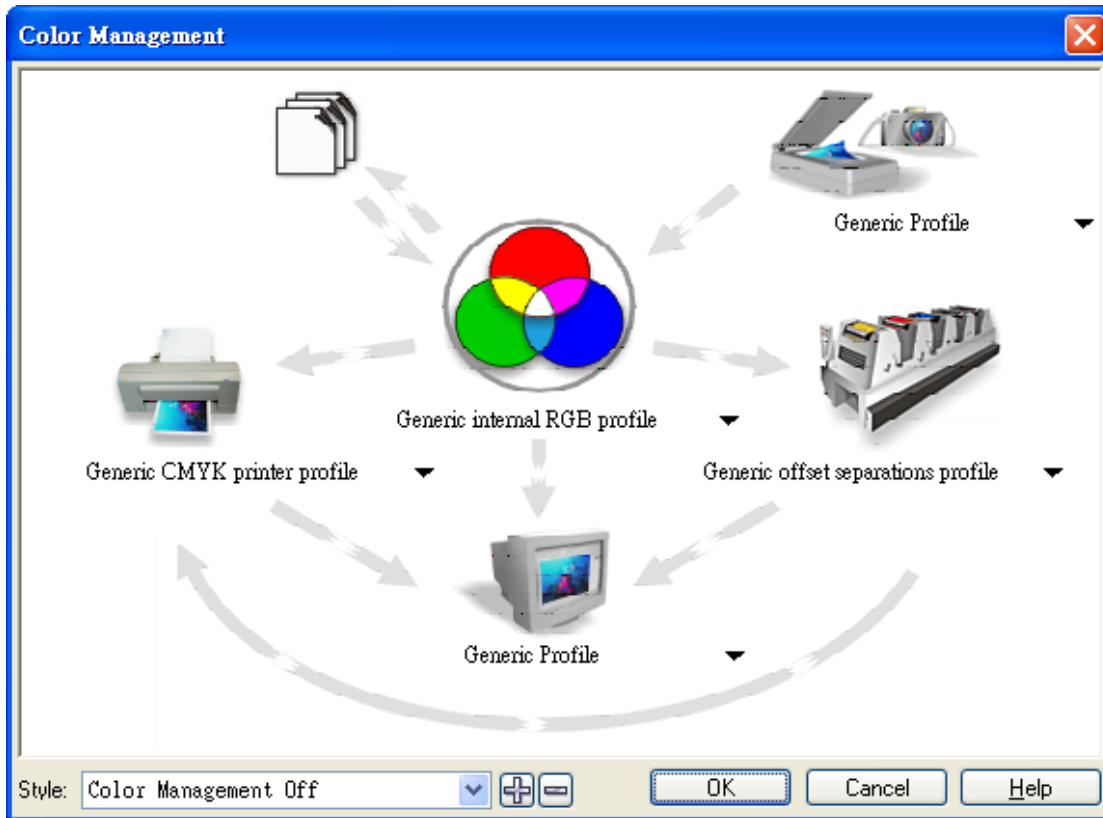 Color Management
Generic Profile
Generic internal RGB profile
Generic CMYK printer profile
Generic offset separations profile
Generic Profile
Style: Color Management Off
OK Cancel Help